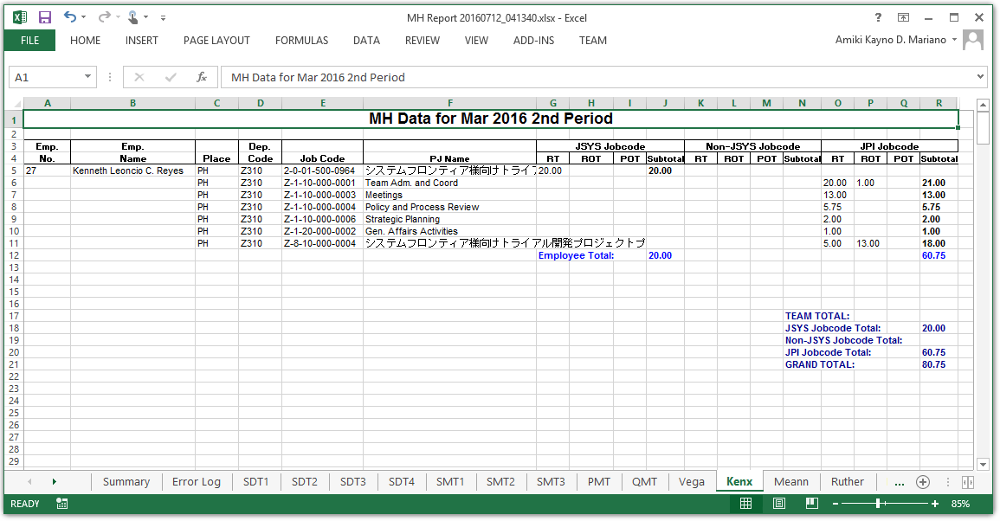 MH Report 20160712_041340.xlsx - Excel
FILE HOME INSERT PAGE LAYOUT FORMULAS DATA REVIEW VIEW ADD-INS TEAM Amiki Kayno D. Mariano
A1 fx MH Data for Mar 2016 2nd Period
A B C D E F G H I J K L M N O P Q R
1 MH Data for Mar 2016 2nd Period
2
3 Emp. Emp. Dep. JSYS Jobcode Non-JSYS Jobcode JPI Jobcode
4 No. Name Place Code Job Code PJ Name RT ROT POT Subtotal RT ROT POT Subtotal RT ROT POT Subtotal
5 27 Kenneth Leoncio C. Reyes PH Z310 2-0-01-500-0964 システムフロンティア様向けトライ 20.00 20.00
6 PH Z310 Z-1-10-000-0001 Team Adm. and Coord 20.00 1.00 21.00
7 PH Z310 Z-1-10-000-0003 Meetings 13.00 13.00
8 PH Z310 Z-1-10-000-0004 Policy and Process Review 5.75 5.75
9 PH Z310 Z-1-10-000-0006 Strategic Planning 2.00 2.00
10 PH Z310 Z-1-20-000-0002 Gen. Affairs Activities 1.00 1.00
11 PH Z310 Z-8-10-000-0004 システムフロンティア様向けトライアル開発プロジェクトプ 5.00 13.00 18.00
12 Employee Total: 20.00 60.75
13
14
15
16
17 TEAM TOTAL:
18 JSYS Jobcode Total: 20.00
19 Non-JSYS Jobcode Total:
20 JPI Jobcode Total: 60.75
21 GRAND TOTAL: 80.75
22
23
24
25
26
27
28
29
Summary Error Log SDT1 SDT2 SDT3 SDT4 SMT1 SMT2 SMT3 PMT QMT Vega Kenx Meann Ruther ...
READY 85%